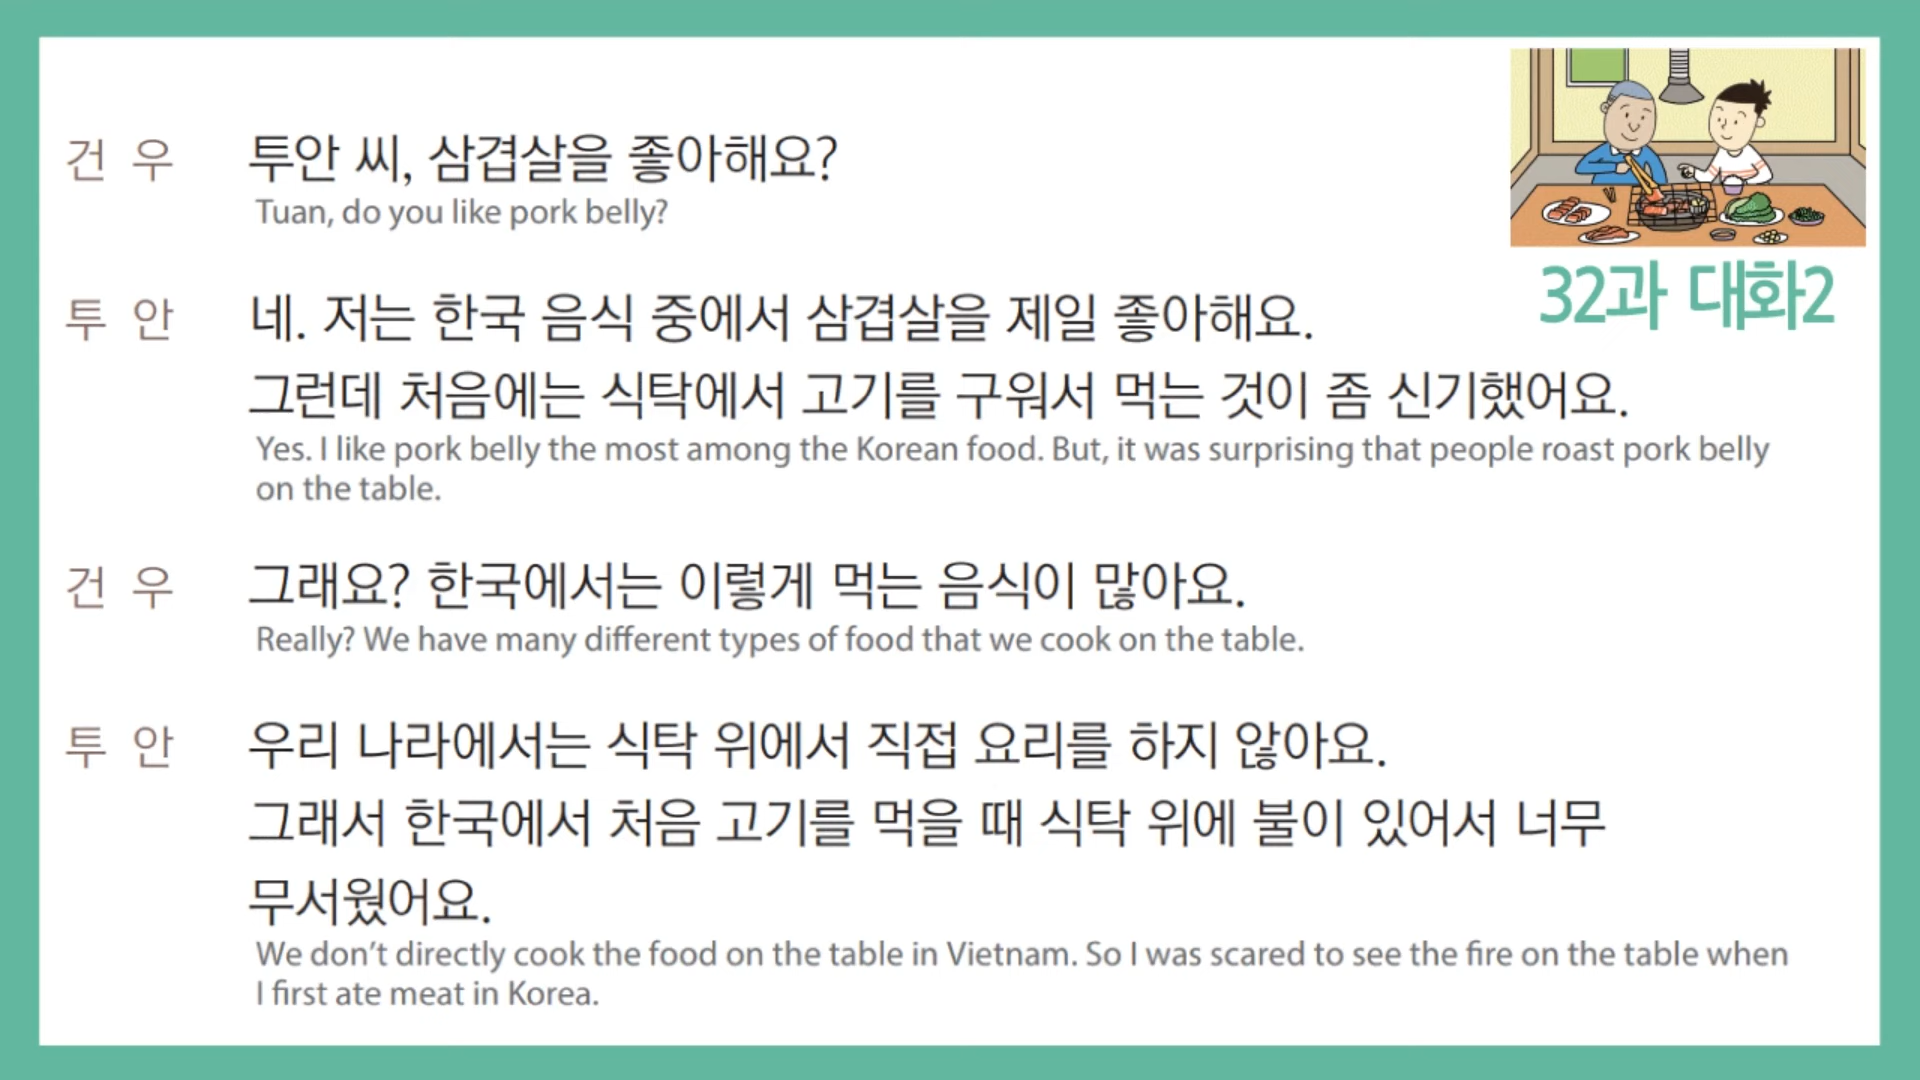 건 우 투안 씨, 삼겹살을 좋아해요?
Tuan, do you like pork belly?
32과 대화2
투 안 네. 저는 한국 음식 중에서 삼겹살을 제일 좋아해요.
그런데 처음에는 식탁에서 고기를 구워서 먹는 것이 좀 신기했어요.
Yes. I like pork belly the most among the Korean food. But, it was surprising that people roast pork belly
on the table.
건 우 그래요? 한국에서는 이렇게 먹는 음식이 많아요.
Really? We have many different types of food that we cook on the table.
투 안 우리 나라에서는 식탁 위에서 직접 요리를 하지 않아요.
그래서 한국에서 처음 고기를 먹을 때 식탁 위에 불이 있어서 너무
무서웠어요.
We don’t directly cook the food on the table in Vietnam. So I was scared to see the fire on the table when
I first ate meat in Korea.